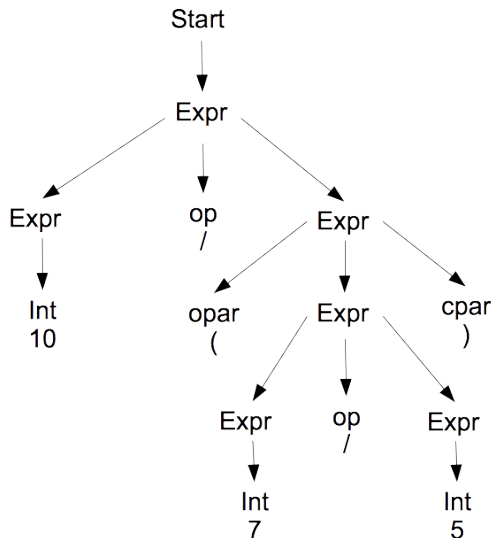 Start
Expr
Expr op Expr
/
Int opar Expr cpar
10 ( )
Expr op Expr
/
Int Int
7 5